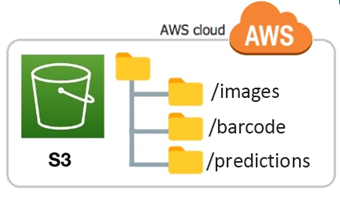 AWS cloud
AWS
/images
/barcode
/predictions
S3